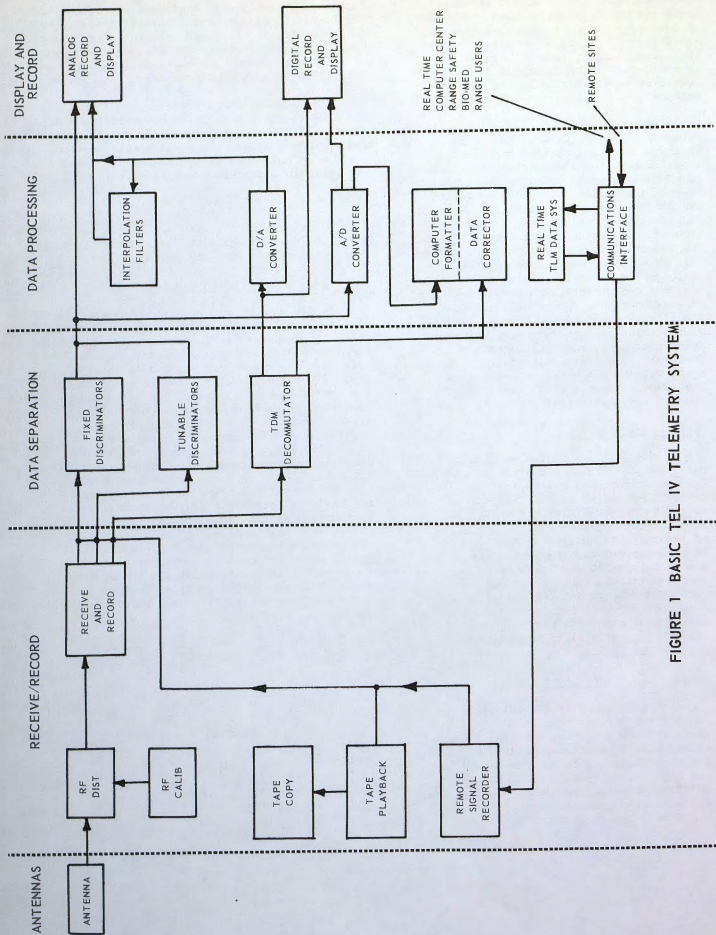 ANTENNAS
RECEIVE/RECORD
DATA SEPARATION
DATA PROCESSING
DISPLAY AND
RECORD
ANTENNA
RF
DIST
RF
CALIB
RECEIVE
AND
RECORD
TAPE
COPY
TAPE
PLAYBACK
REMOTE
SIGNAL
RECORDER
FIXED
DISCRIMINATORS
TUNABLE
DISCRIMINATORS
TDM
DECOMMUTATOR
INTERPOLATION
FILTERS
D/A
CONVERTER
A/D
CONVERTER
COMPUTER
FORMATTER
DATA
CORRECTOR
REAL TIME
TLM DATA SYS
COMMUNICATIONS
INTERFACE
ANALOG
RECORD
AND
DISPLAY
DIGITAL
RECORD
AND
DISPLAY
REAL TIME
COMPUTER CENTER
RANGE SAFETY
BIO-MED
RANGE USERS
REMOTE SITES
FIGURE 1 BASIC TEL IV TELEMETRY SYSTEM